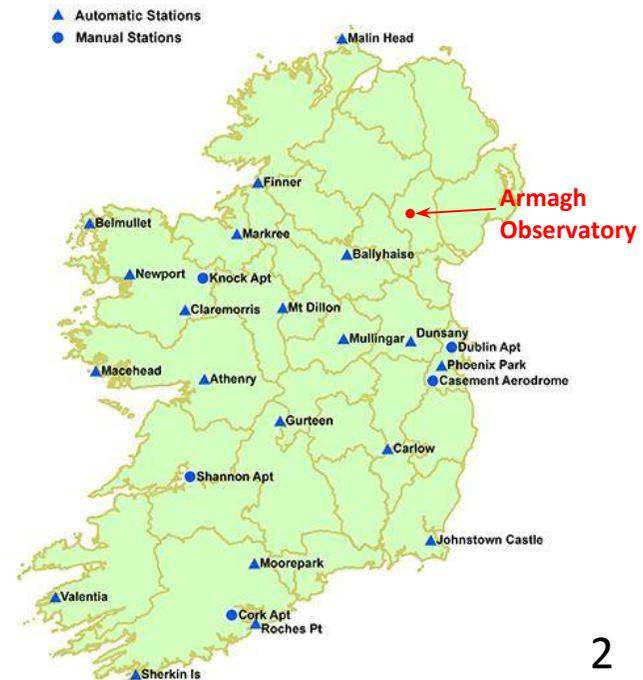 Automatic Stations
Manual Stations
Malin Head
Finner
Armagh
Observatory
Belmullet
Markree
Ballyhaise
Newport
Knock Apt
Claremorris
Mt Dillon
Mullingar
Dunsany
Dublin Apt
Phoenix Park
Macehead
Athenry
Casement Aerodrome
Gurteen
Carlow
Shannon Apt
Johnstown Castle
Moorepark
Valentia
Cork Apt
Roches Pt
Sherkin Is
2